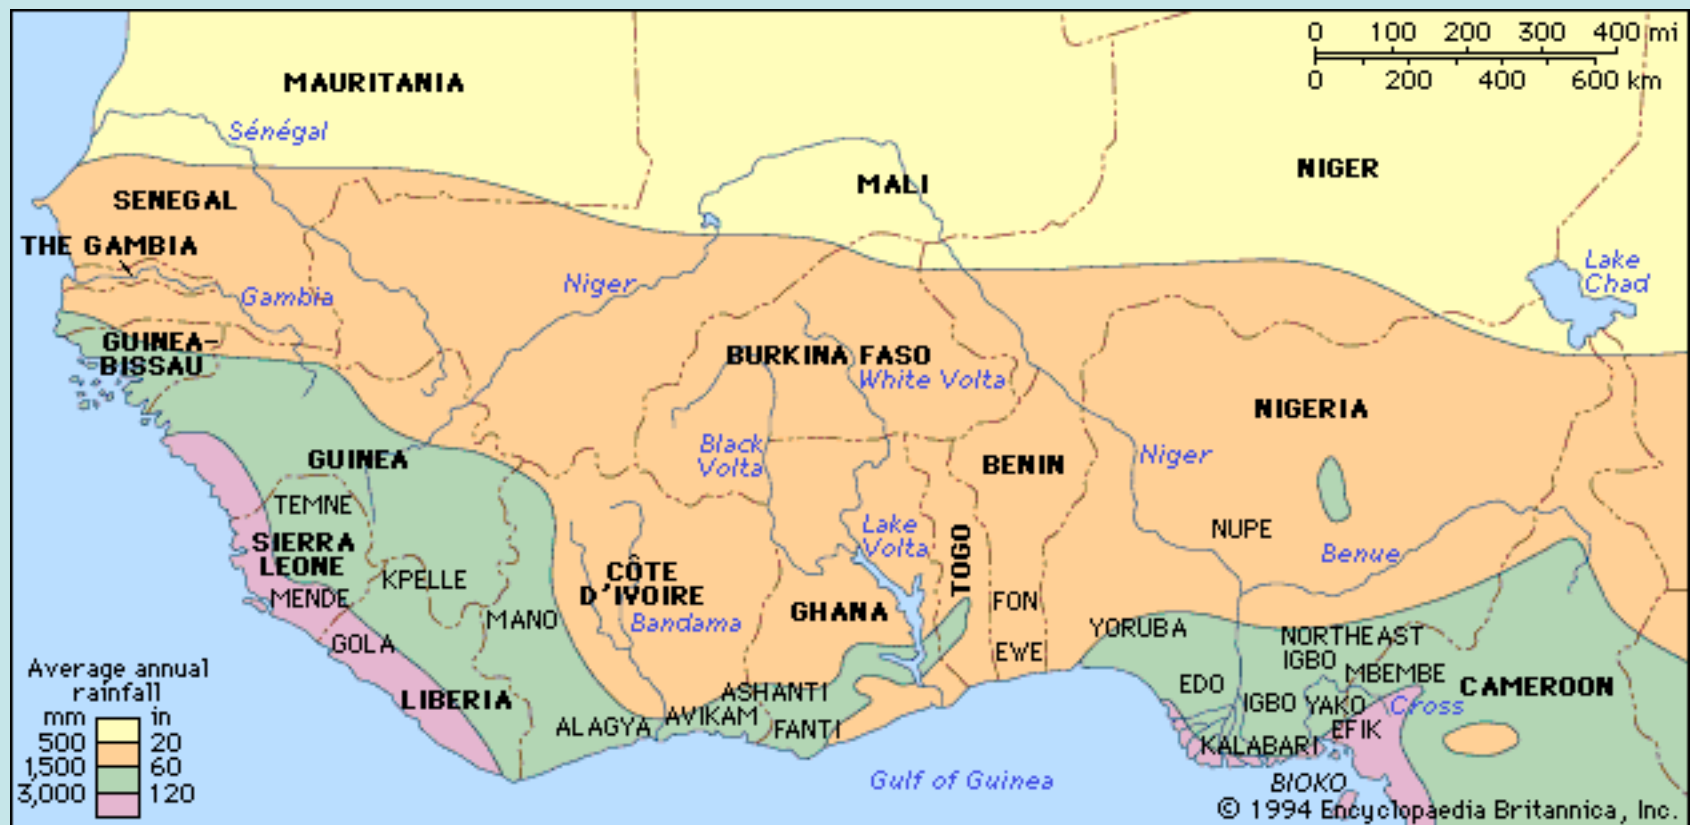 0 100 200 300 400 mi
0 200 400 600 km
MAURITANIA
Sénégal
NIGER
MALI
SENEGAL
THE GAMBIA
Lake
Chad
Niger
Gambia
GUINEA-
BISSAU
BURKINA FASO
White Volta
NIGERIA
Black
Volta
Niger
GUINEA
BENIN
TEMNE
Lake
Volta
NUPE
SIERRA
LEONE
Benue
TOGO
KPELLE
CÔTE
D'IVOIRE
MENDE
FON
GHANA
MANO
Bandama
YORUBA
GOLA
NORTHEAST
IGBO
EWE
MBEMBE
Average annual
rainfall
EDO
CAMEROON
ASHANTI
LIBERIA
IGBO
YAKO
Cross
mm in
AVIKAM
ALAGYA
FANTI
EFIK
500 20
KALABARI
1,500 60
Gulf of Guinea
BIOKO
3,000 120
© 1994 Encyclopaedia Britannica, Inc.